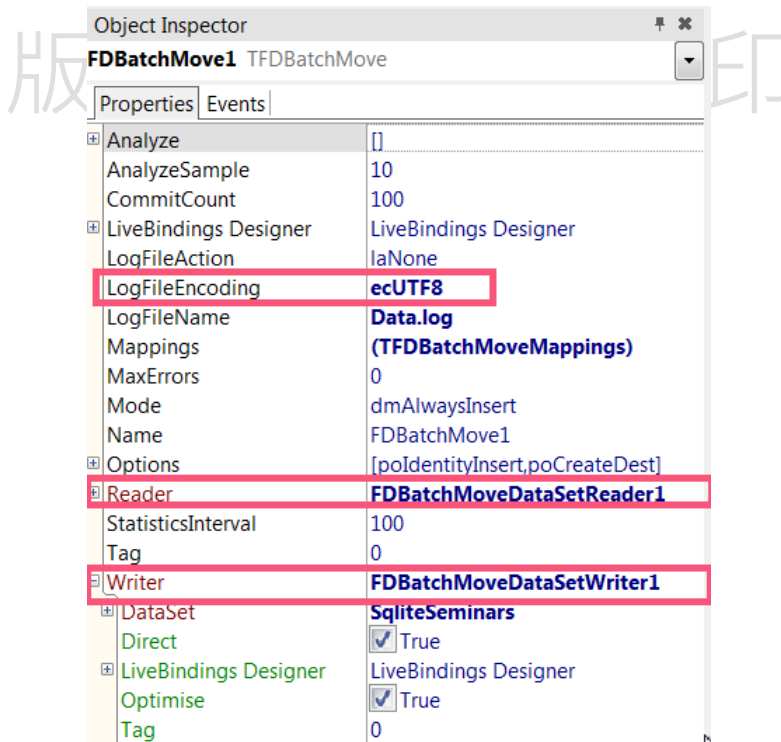 Object Inspector
FDBatchMove1 TFDBatchMove
版 印
Properties Events
Analyze []
AnalyzeSample 10
CommitCount 100
LiveBindings Designer LiveBindings Designer
LogFileAction laNone
LogFileEncoding ecUTF8
LogFileName Data.log
Mappings (TFDBatchMoveMappings)
MaxErrors 0
Mode dmAlwaysInsert
Name FDBatchMove1
Options [poIdentityInsert,poCreateDest]
Reader FDBatchMoveDataSetReader1
StatisticsInterval 100
Tag 0
Writer FDBatchMoveDataSetWriter1
DataSet SqliteSeminars
Direct True
LiveBindings Designer LiveBindings Designer
Optimise True
Tag 0